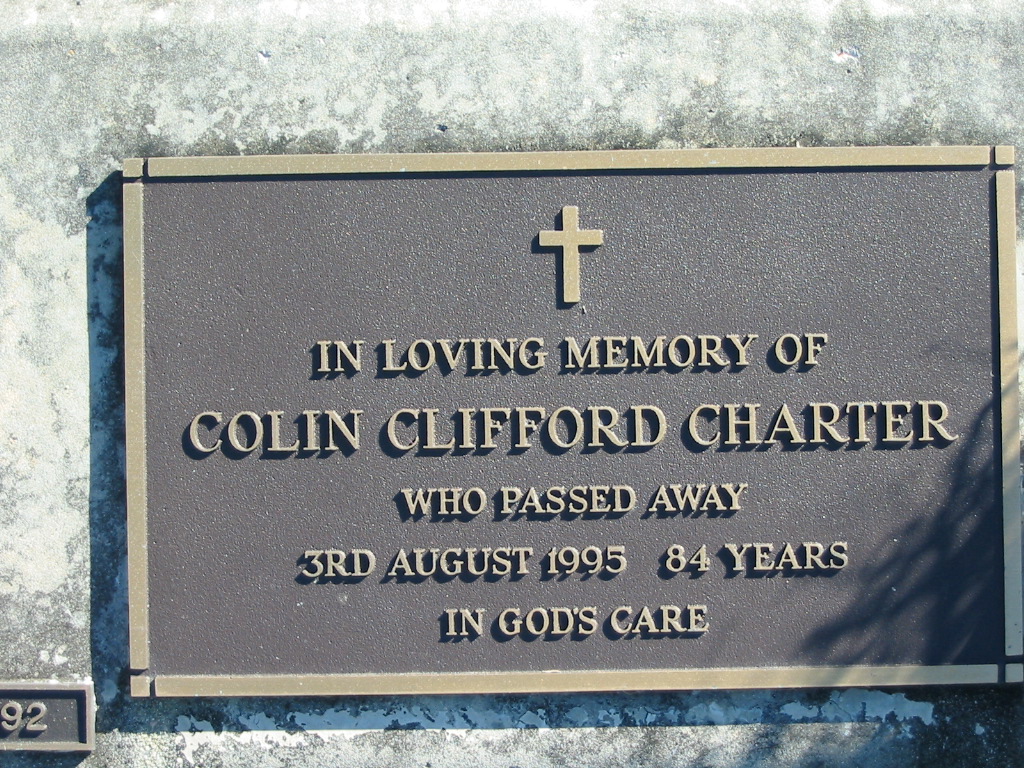 IN LOVING MEMORY OF
COLIN CLIFFORD CHARTER
WHO PASSED AWAY
3RD AUGUST 1995 84 YEARS
IN GOD'S CARE
92